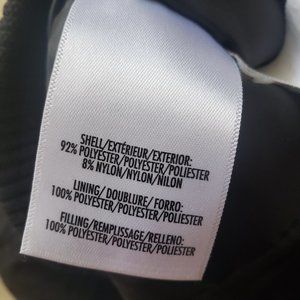 SHELL/EXTÉRIEUR/EXTERIOR:
92% POLYESTER/POLYESTER/POLIESTER
8% NYLON/NYLON/NILON
LINING/ DOUBLURE/ FORRO:
100% POLYESTER/POLYESTER/POLIESTER
FILLING/REMPLISSAGE/RELLENO:
100% POLYESTER/POLYESTER/POLIESTER